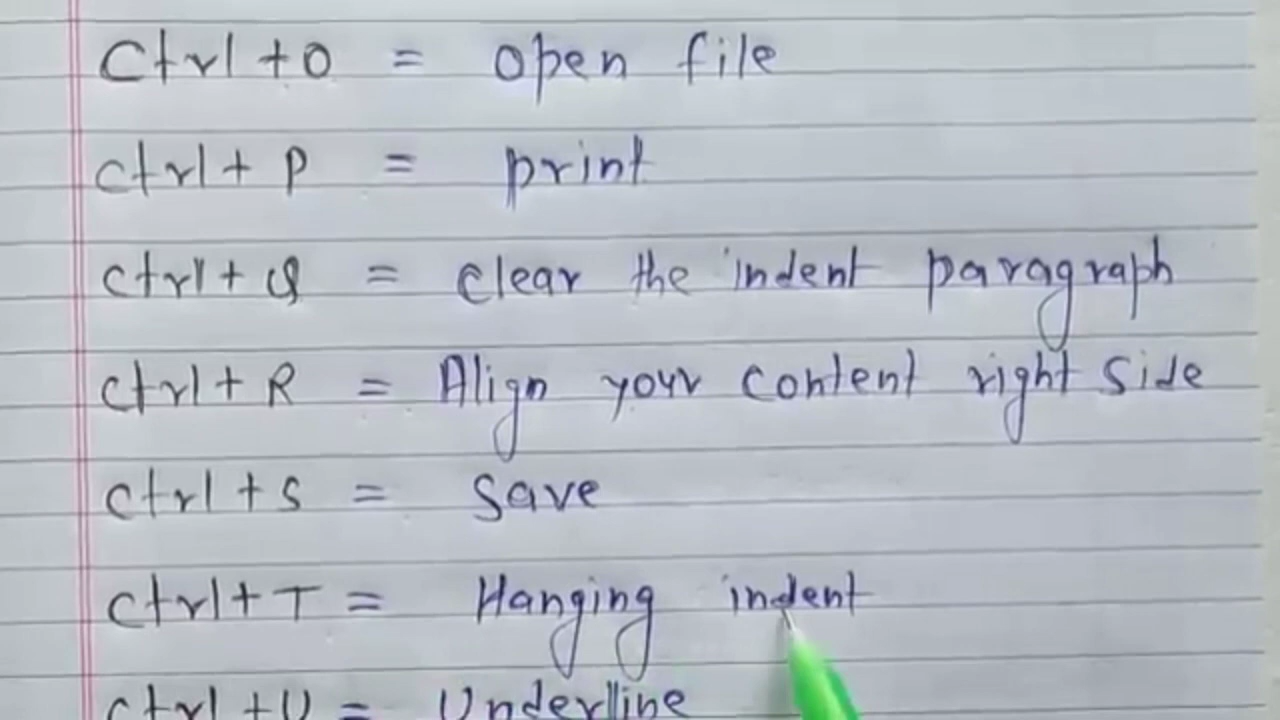 Ctrl + O = open file
ctrl + P = print
ctrl + Q = clear the indent paragraph
ctrl + R = Align your content right side
ctrl + s = save
ctrl + T = Hanging indent
ctrl + U = Underline